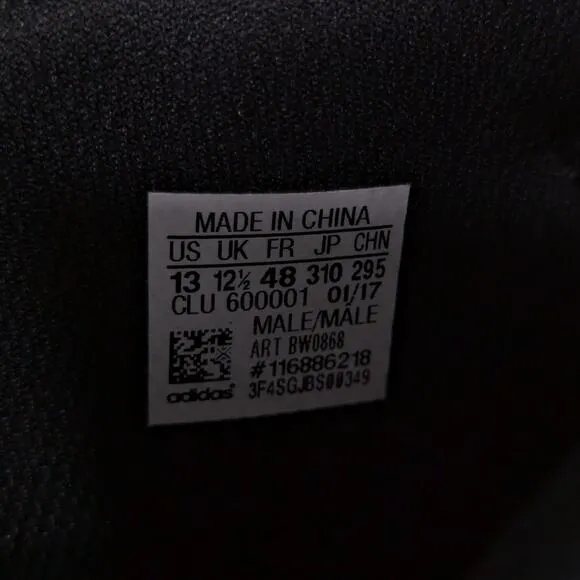 MADE IN CHINA
US UK FR JP CHN
13 12½ 48 310 295
CLU 600001 01/17
MALE/MÂLE
ART BW0868
#116886218
adidas® 3F4SGJBS00349